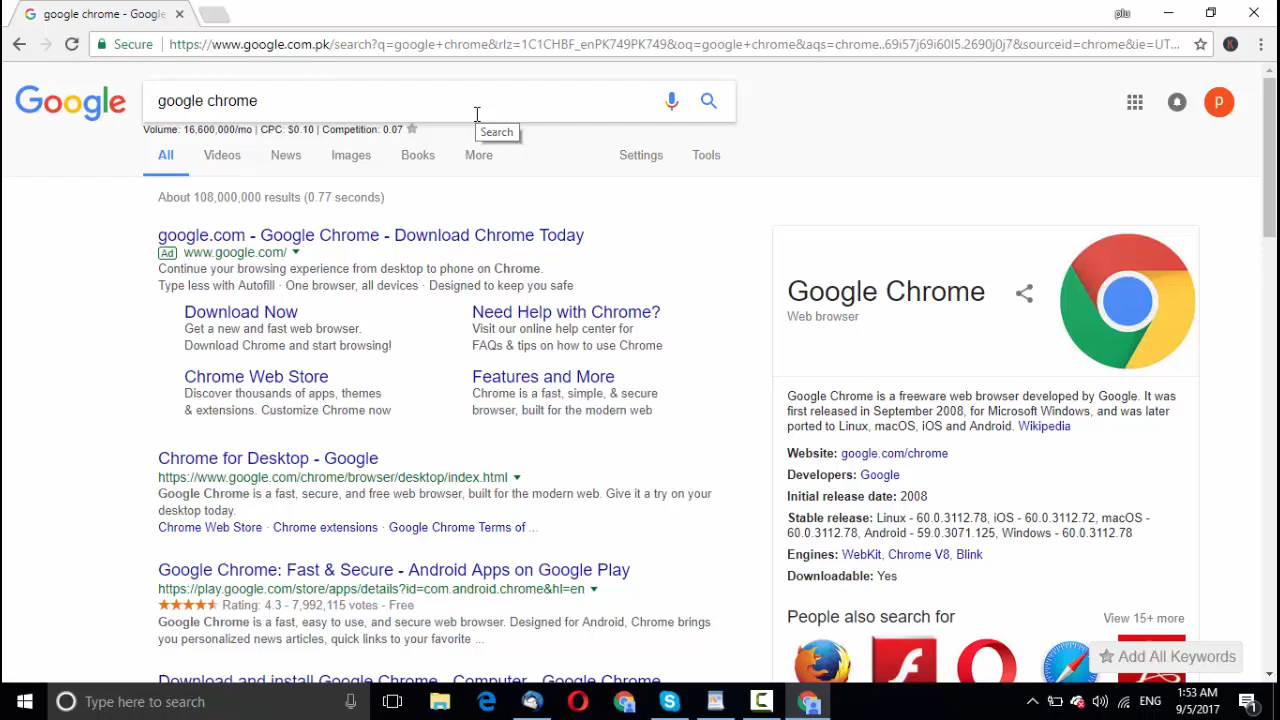 google chrome - Google
plu
Secure
https://www.google.com.pk/search?q=google+chrome&rlz=1C1CHBF_enPK749PK749&oq=google+chrome&aqs=chrome..69i57j69i60l5.2690j0j7&sourceid=chrome&ie=UT...
K
Google
google chrome
P
Volume: 16,600,000/mo | CPC: $0.10 | Competition: 0.07
Search
All Videos News Images Books More Settings Tools
About 108,000,000 results (0.77 seconds)
google.com - Google Chrome - Download Chrome Today
Ad www.google.com/
Continue your browsing experience from desktop to phone on Chrome.
Type less with Autofill · One browser, all devices · Designed to keep you safe
Download Now
Get a new and fast web browser.
Download Chrome and start browsing!
Need Help with Chrome?
Visit our online help center for
FAQs & tips on how to use Chrome
Chrome Web Store
Discover thousands of apps, themes
& extensions. Customize Chrome now
Features and More
Chrome is a fast, simple, & secure
browser, built for the modern web
Chrome for Desktop - Google
https://www.google.com/chrome/browser/desktop/index.html
Google Chrome is a fast, secure, and free web browser, built for the modern web. Give it a try on your
desktop today.
Chrome Web Store · Chrome extensions · Google Chrome Terms of ...
Google Chrome: Fast & Secure - Android Apps on Google Play
https://play.google.com/store/apps/details?id=com.android.chrome&hl=en
Rating: 4.3 - 7,992,115 votes - Free
Google Chrome is a fast, easy to use, and secure web browser. Designed for Android, Chrome brings
you personalized news articles, quick links to your favorite ...
Download and install Google Chrome - Computer - Google Chrome
Google Chrome
Web browser
Google Chrome is a freeware web browser developed by Google. It was
first released in September 2008, for Microsoft Windows, and was later
ported to Linux, macOS, iOS and Android. Wikipedia
Website: google.com/chrome
Developers: Google
Initial release date: 2008
Stable release: Linux - 60.0.3112.78, iOS - 60.0.3112.72, macOS -
60.0.3112.78, Android - 59.0.3071.125, Windows - 60.0.3112.78
Engines: WebKit, Chrome V8, Blink
Downloadable: Yes
People also search for
View 15+ more
Add All Keywords
Type here to search
ENG
1:53 AM
9/5/2017
1